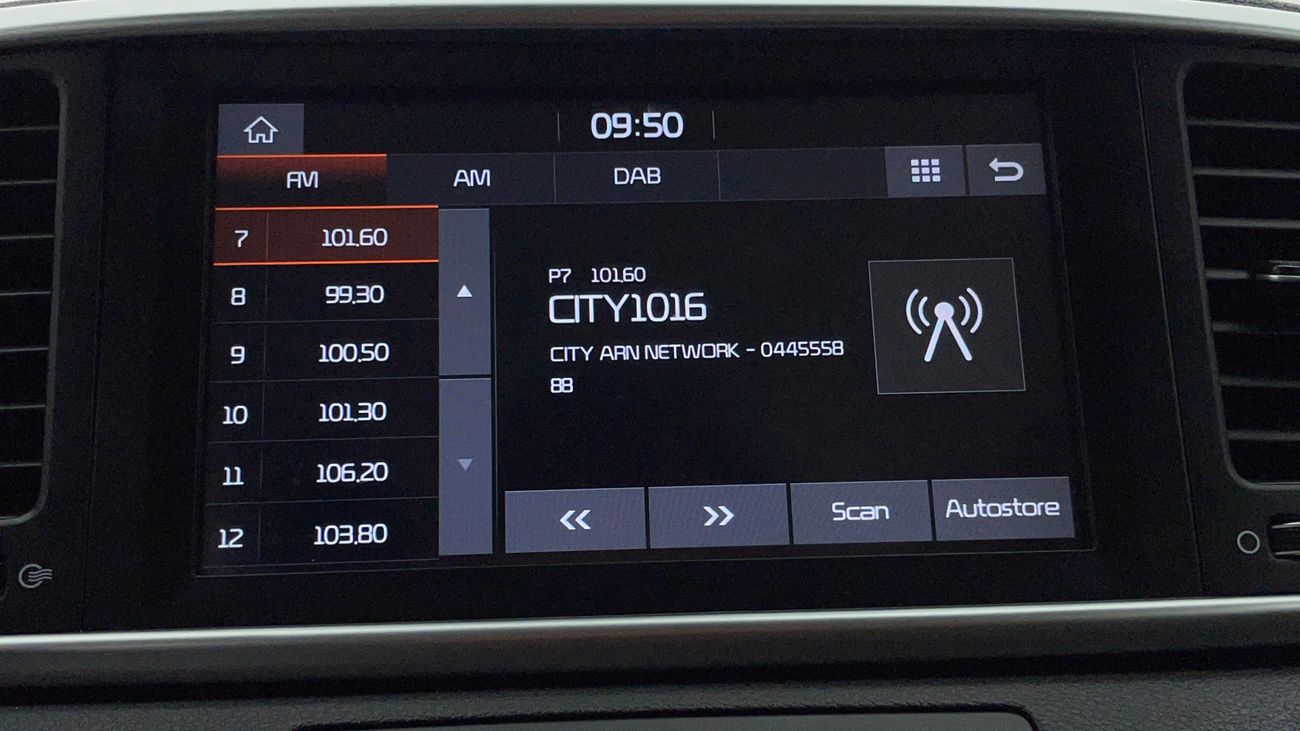 09:50
FM AM DAB
7 101.60
8 99.30
9 100.50
10 101.30
11 106.20
12 103.80
P7 101.60
CITY1016
CITY ARN NETWORK - 0445558
88
Scan Autostore